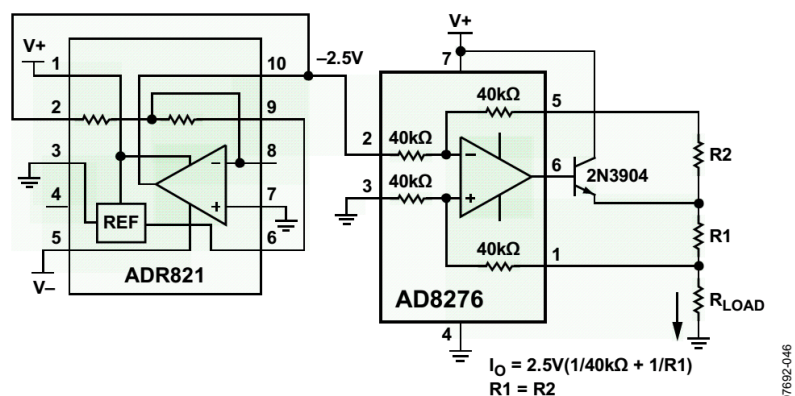 V+
1
2
3
4
5
10
9
8
7
6
–
+
REF
V–
ADR821
–2.5V
V+
7
2
3
40kΩ
40kΩ
40kΩ
40kΩ
–
+
5
6
1
4
2N3904
AD8276
R2
R1
RLOAD
IO = 2.5V(1/40kΩ + 1/R1)
R1 = R2